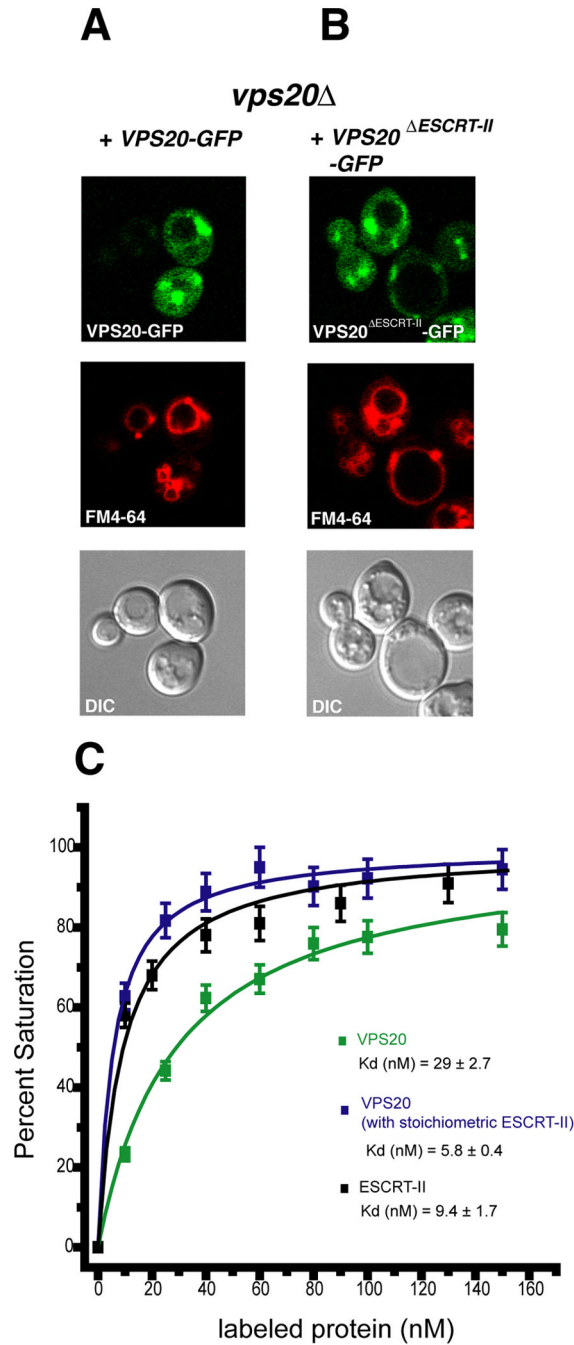 A
B
vps20Δ
+ VPS20-GFP
+ VPS20 ΔESCRT-II
-GFP
VPS20-GFP
VPS20ΔESCRT-II-GFP
FM4-64
FM4-64
DIC
DIC
C
Percent Saturation
100
80
60
40
20
0
VPS20
Kd (nM) = 29 ± 2.7
VPS20
(with stoichiometric ESCRT-II)
Kd (nM) = 5.8 ± 0.4
ESCRT-II
Kd (nM) = 9.4 ± 1.7
0 20 40 60 80 100 120 140 160
labeled protein (nM)